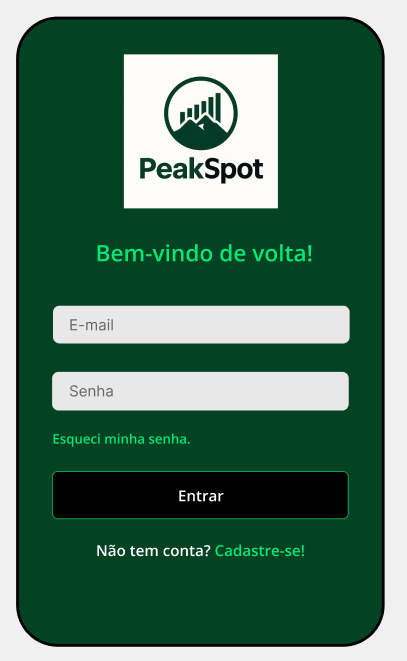 PeakSpot
Bem-vindo de volta!
E-mail
Senha
Esqueci minha senha.
Entrar
Não tem conta? Cadastre-se!